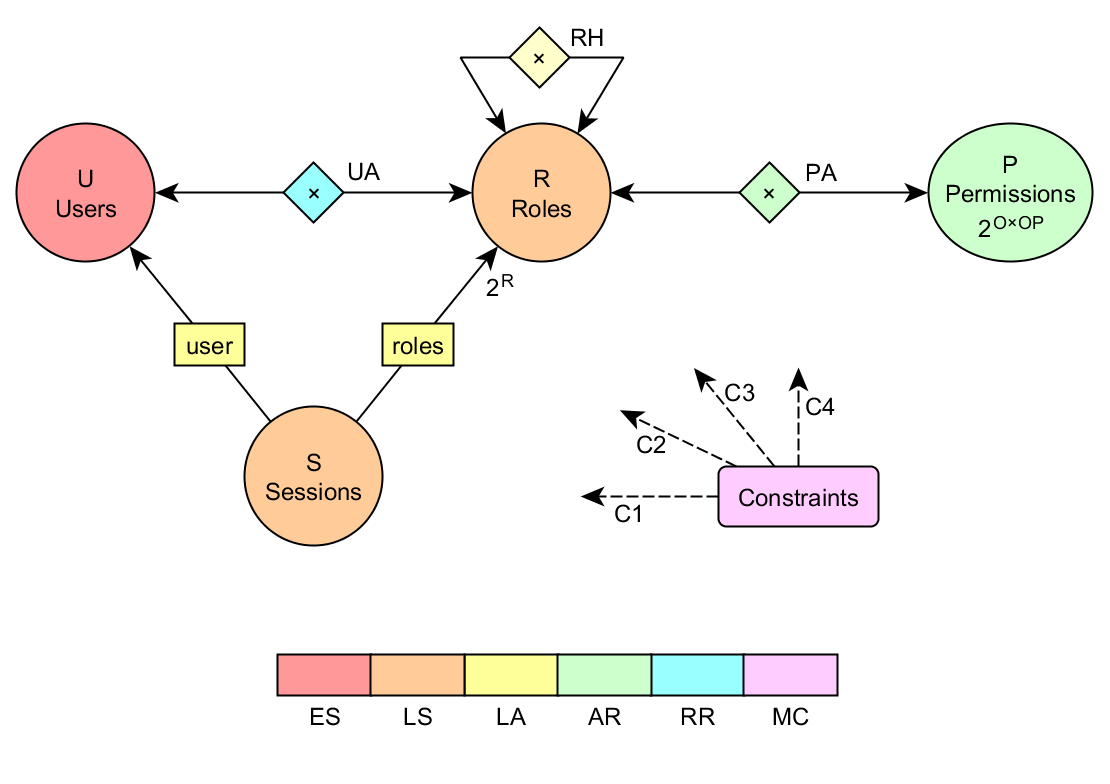 RH
×
U
Users
UA
×
R
Roles
PA
×
P
Permissions
2^O×OP
2^R
user
roles
S
Sessions
C3
C4
C2
Constraints
C1
ES LS LA AR RR MC